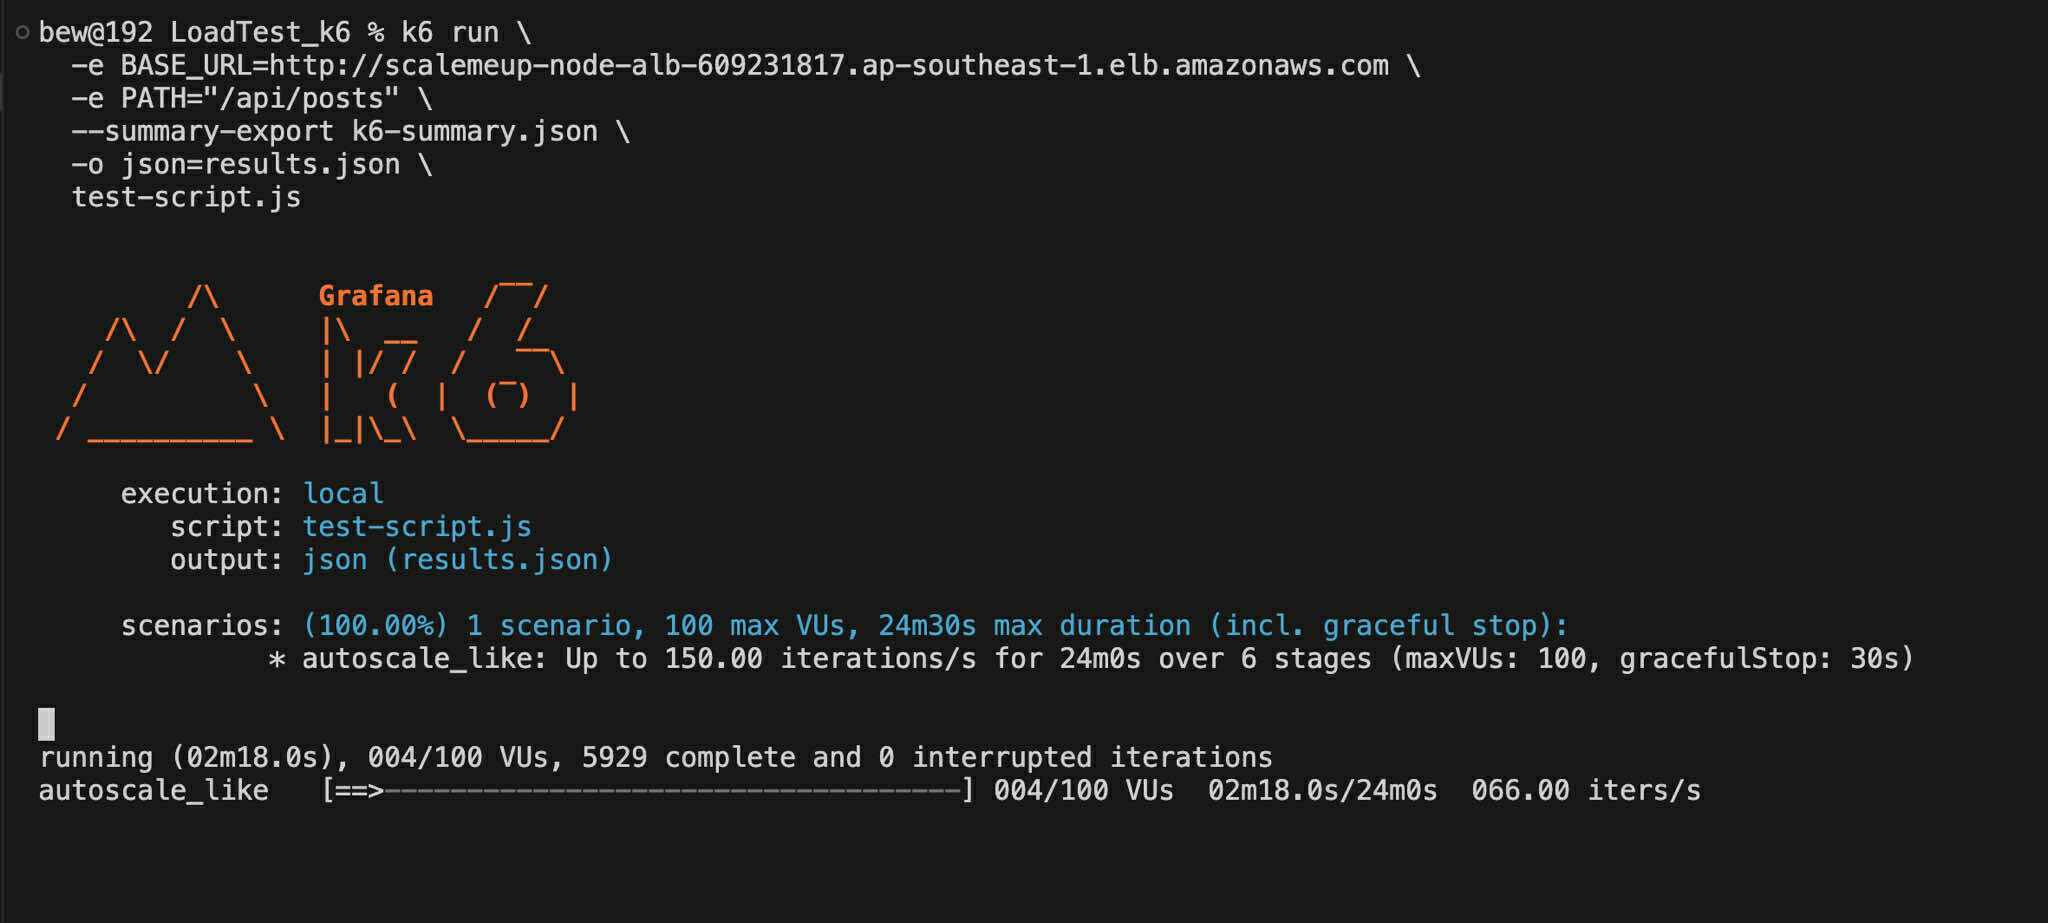 bew@192 LoadTest_k6 % k6 run \
  -e BASE_URL=http://scalemeup-node-alb-609231817.ap-southeast-1.elb.amazonaws.com \
  -e PATH="/api/posts" \
  --summary-export k6-summary.json \
  -o json=results.json \
  test-script.js
Grafana
execution: local
script: test-script.js
output: json (results.json)
scenarios: (100.00%) 1 scenario, 100 max VUs, 24m30s max duration (incl. graceful stop):
* autoscale_like: Up to 150.00 iterations/s for 24m0s over 6 stages (maxVUs: 100, gracefulStop: 30s)
running (02m18.0s), 004/100 VUs, 5929 complete and 0 interrupted iterations
autoscale_like   [==>-----------------------------------] 004/100 VUs  02m18.0s/24m0s  066.00 iters/s